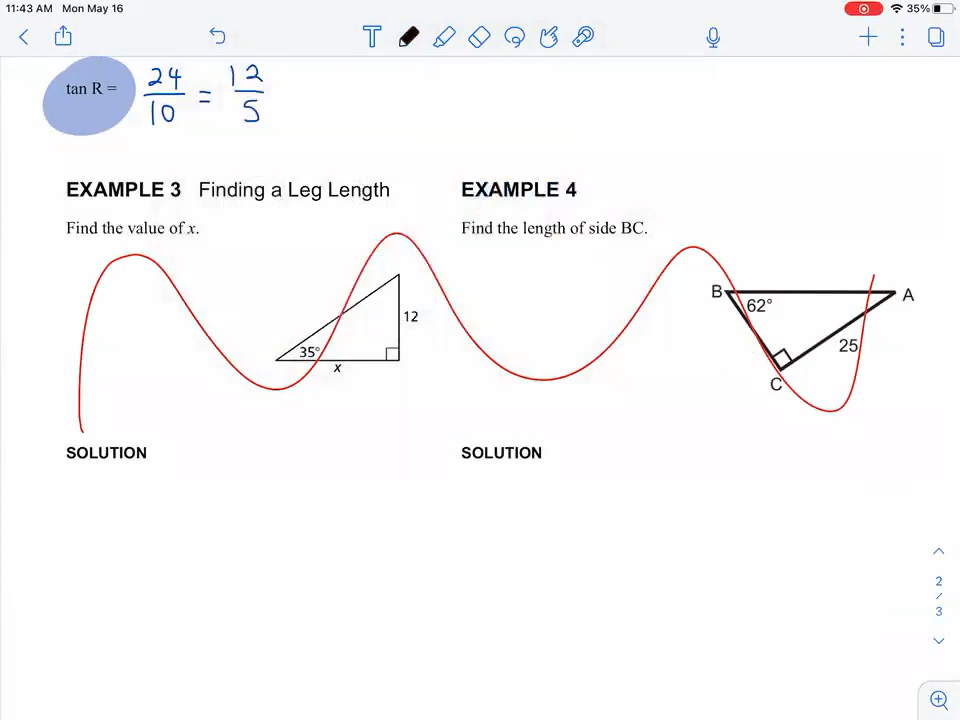 11:43 AM Mon May 16
35%
T
tan R = 24/10 = 12/5
EXAMPLE 3 Finding a Leg Length
Find the value of x.
12
35°
x
EXAMPLE 4
Find the length of side BC.
B
A
62°
25
C
SOLUTION
SOLUTION
2
/
3